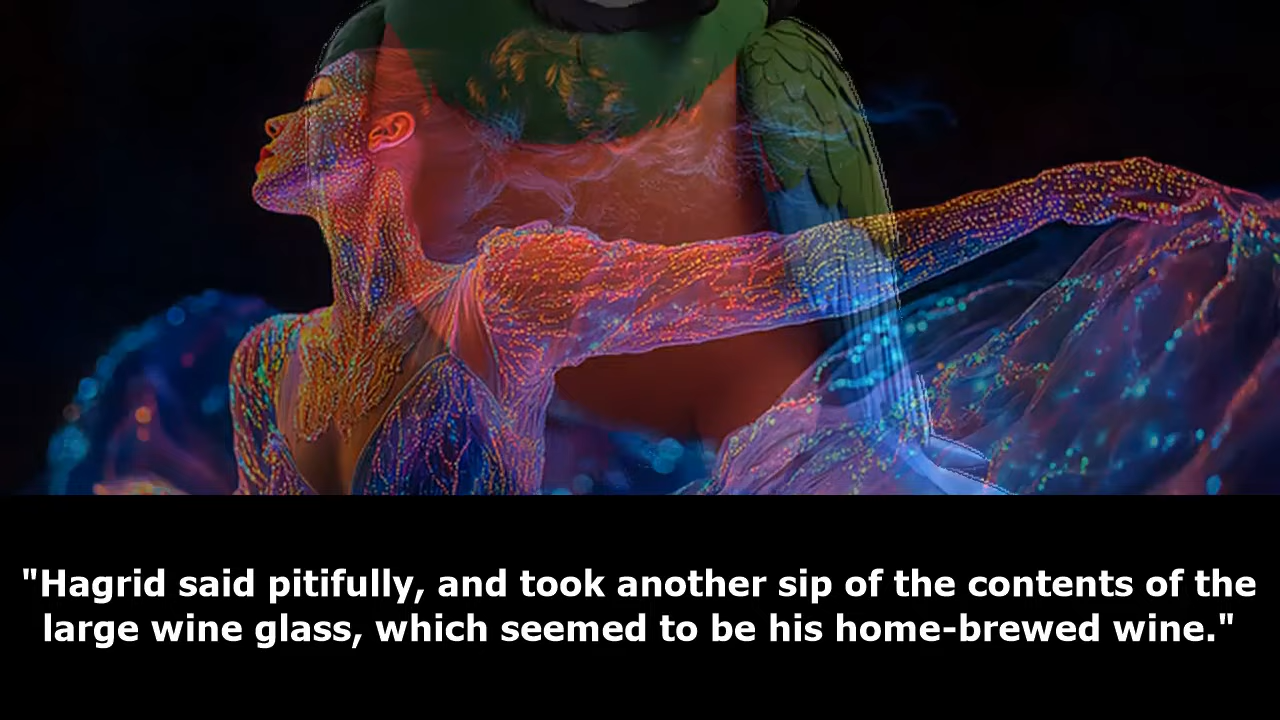 "Hagrid said pitifully, and took another sip of the contents of the
large wine glass, which seemed to be his home-brewed wine."